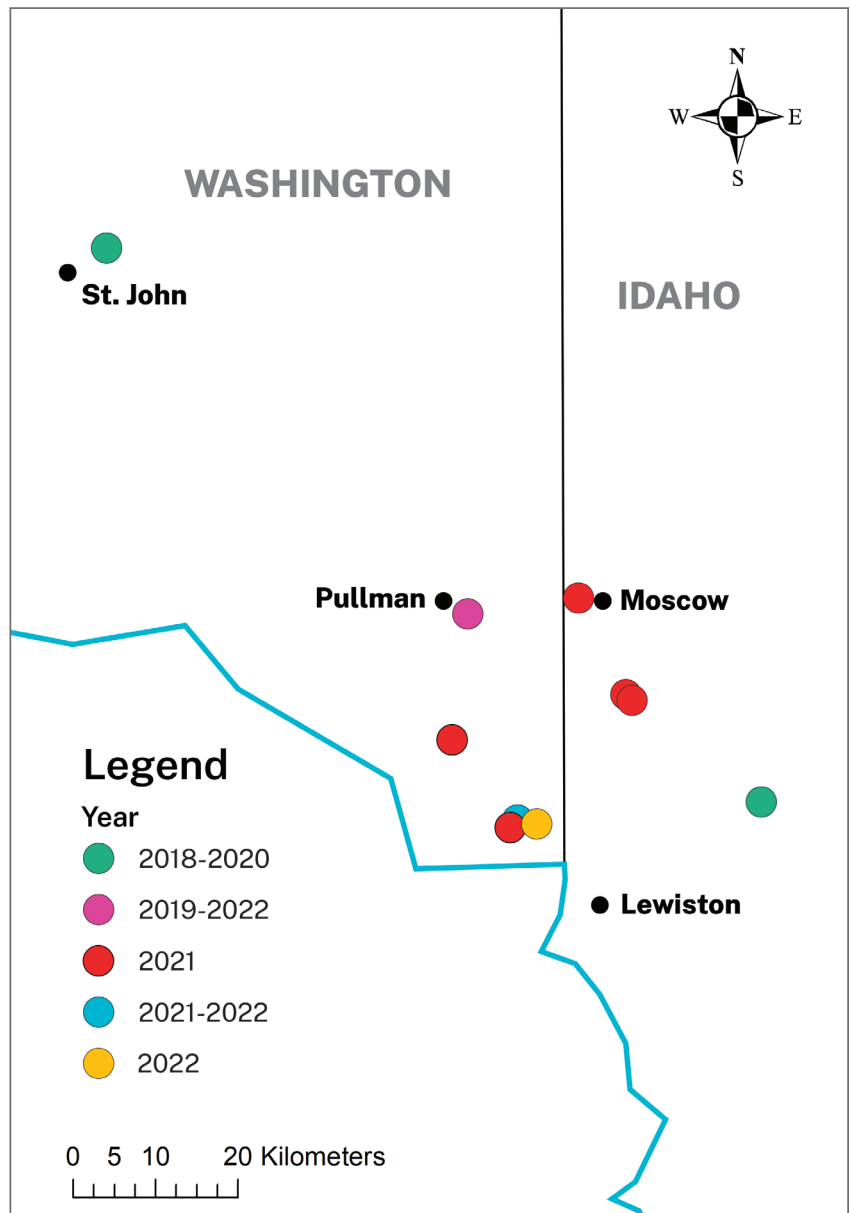 N
W E
S
WASHINGTON
IDAHO
St. John
Pullman
Moscow
Lewiston
Legend
Year
2018-2020
2019-2022
2021
2021-2022
2022
0 5 10 20 Kilometers